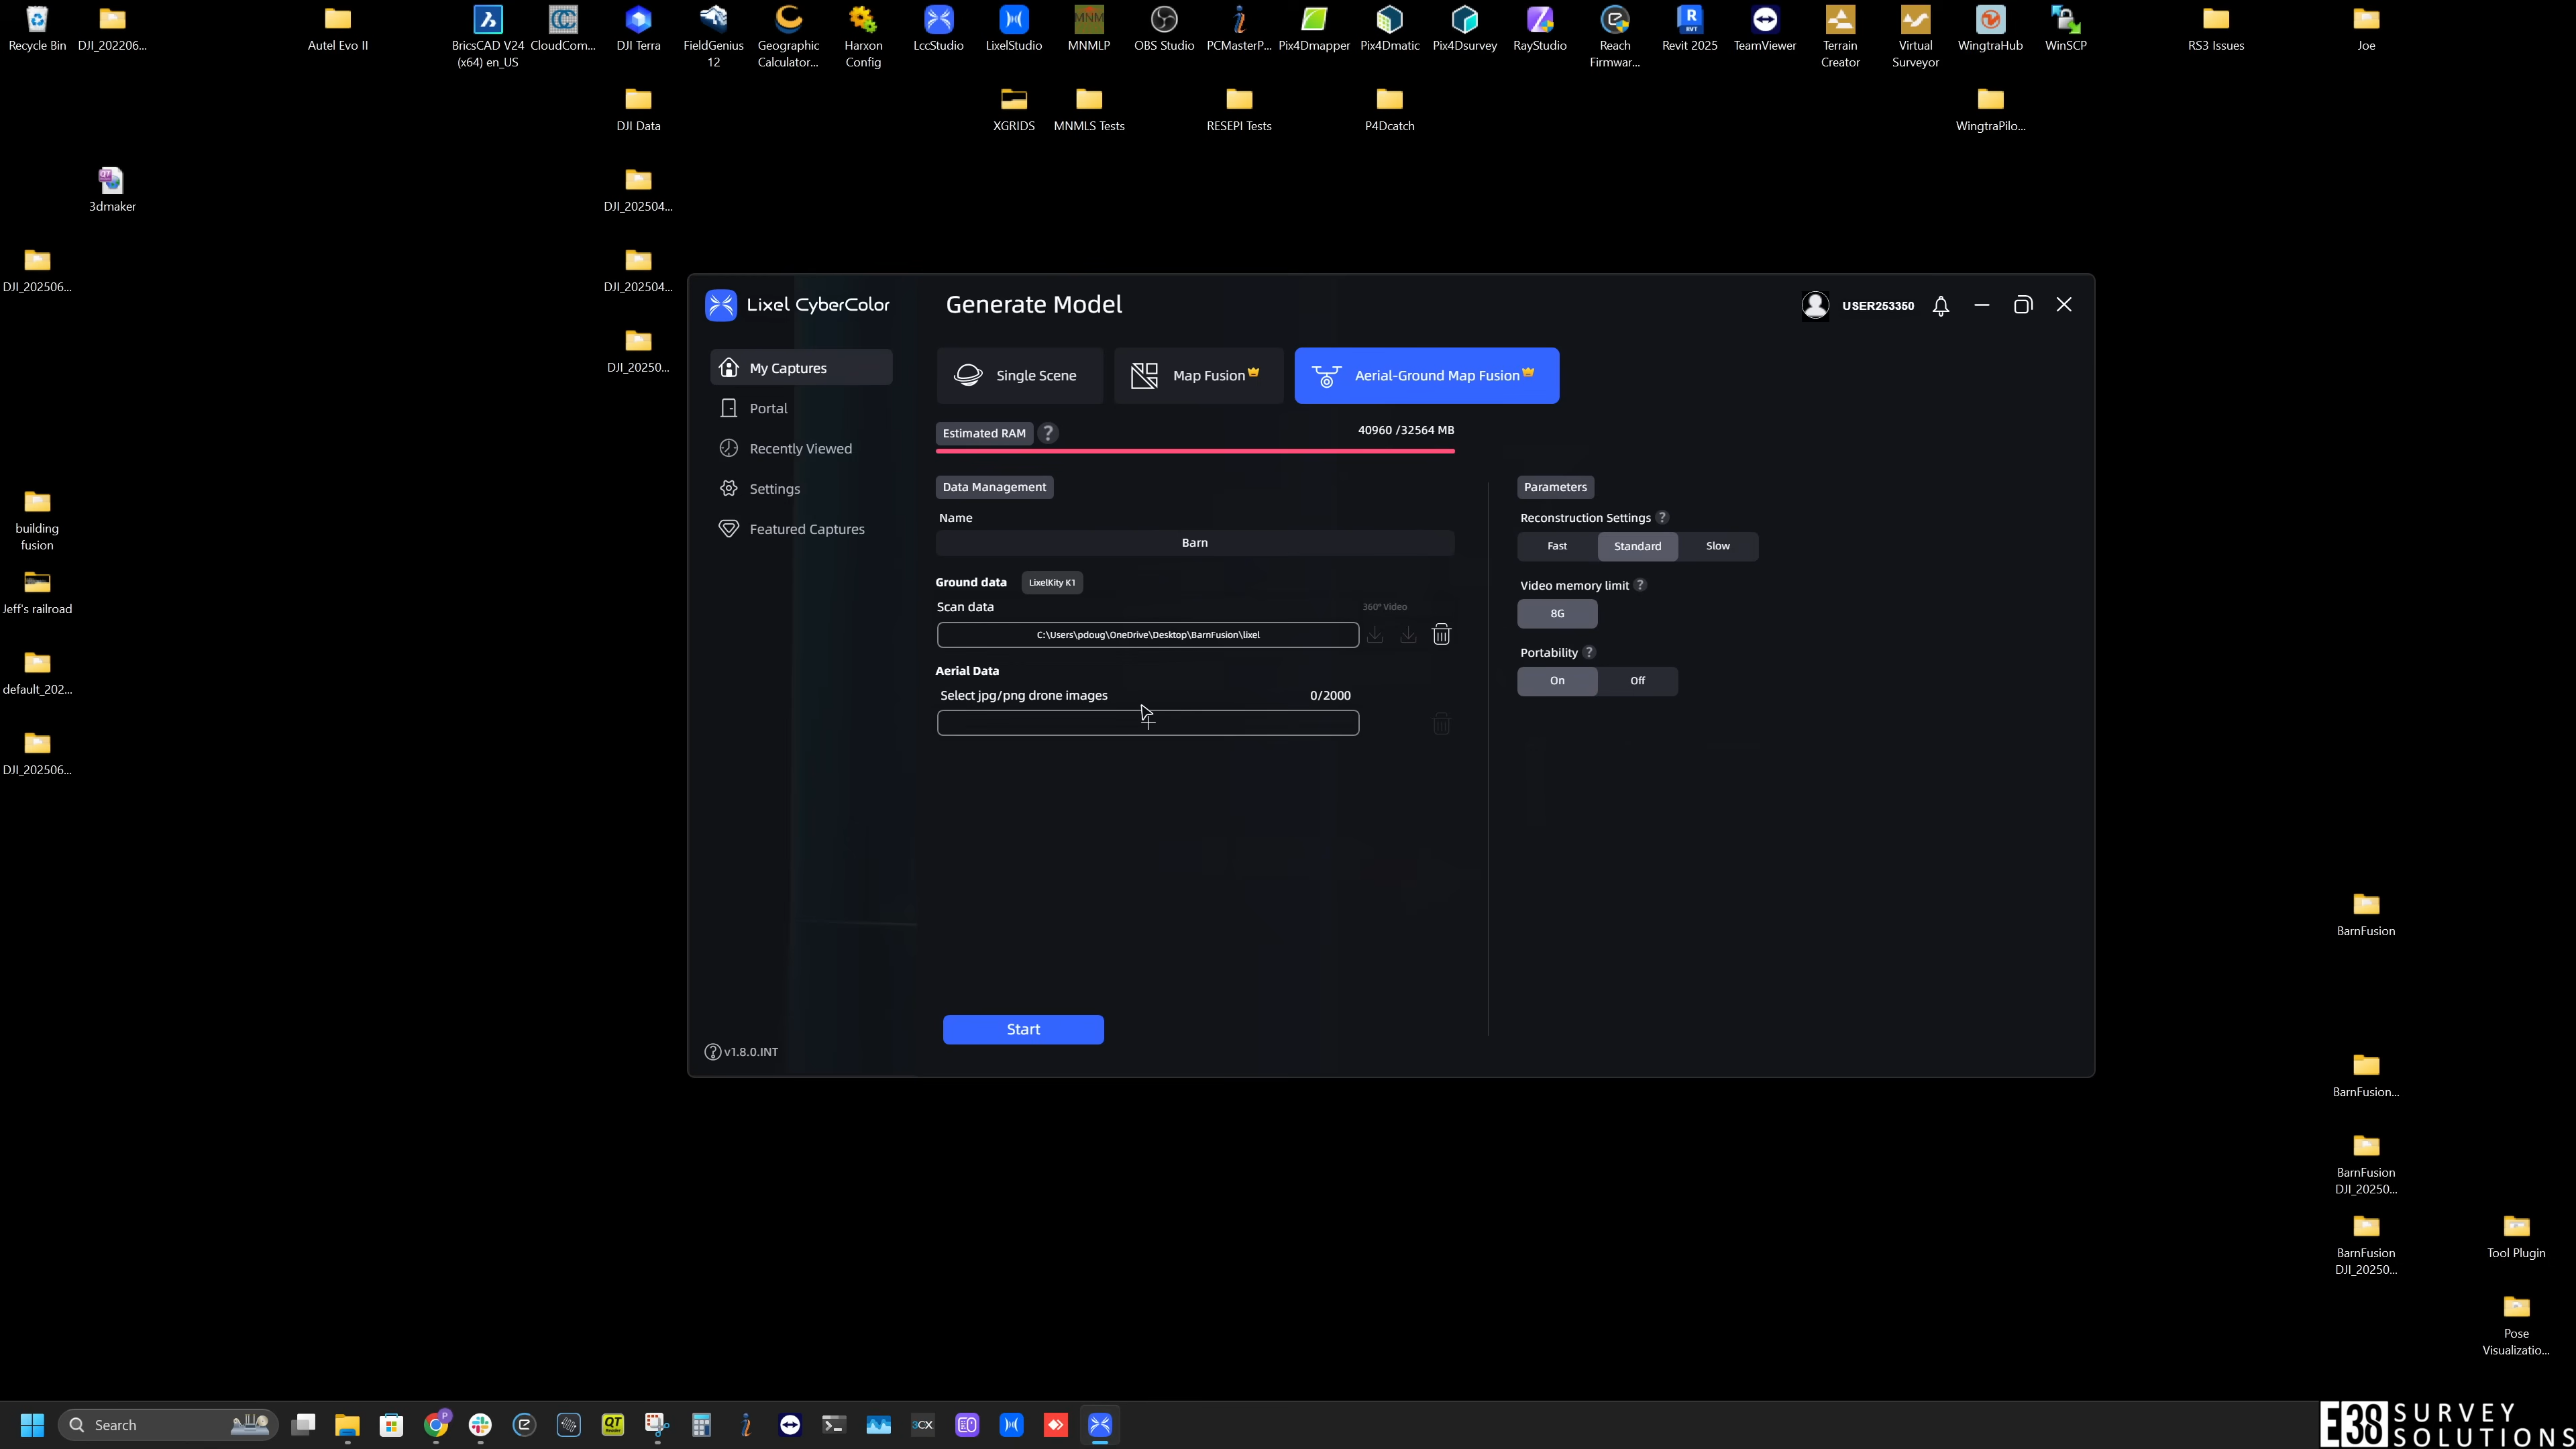 Recycle Bin
DJI_202206...
Autel Evo II
BricsCAD V24
(x64) en_US
CloudCom...
DJI Terra
FieldGenius
12
Geographic
Calculator...
Harxon
Config
LccStudio
LixelStudio
MNM
MNMLP
OBS Studio
PCMasterP...
Pix4Dmapper
Pix4Dmatic
Pix4Dsurvey
RayStudio
Reach
Firmwar...
R
RVT
Revit 2025
TeamViewer
Terrain
Creator
Virtual
Surveyor
WingtraHub
WinSCP
RS3 Issues
Joe
DJI Data
XGRIDS
MNMLS Tests
RESEPI Tests
P4Dcatch
WingtraPilo...
3dmaker
DJI_202504...
DJI_202506...
DJI_202504...
DJI_20250...
building
fusion
Jeff's railroad
default_202...
DJI_202506...
Lixel CyberColor
Generate Model
USER253350
My Captures
Portal
Recently Viewed
Settings
Featured Captures
v1.8.0.INT
Single Scene
Map Fusion
Aerial-Ground Map Fusion
Estimated RAM
?
40960 /32564 MB
Data Management
Name
Barn
Ground data
LixelKity K1
Scan data
360° Video
C:\Users\pdoug\OneDrive\Desktop\BarnFusion\lixel
Aerial Data
Select jpg/png drone images
0/2000
Start
Parameters
Reconstruction Settings ?
Fast
Standard
Slow
Video memory limit ?
8G
Portability ?
On
Off
BarnFusion
BarnFusion...
BarnFusion
DJI_20250...
BarnFusion
DJI_20250...
Tool Plugin
Pose
Visualizatio...
Search
P
QT
Reader
3CX
E38 SURVEY
SOLUTIONS